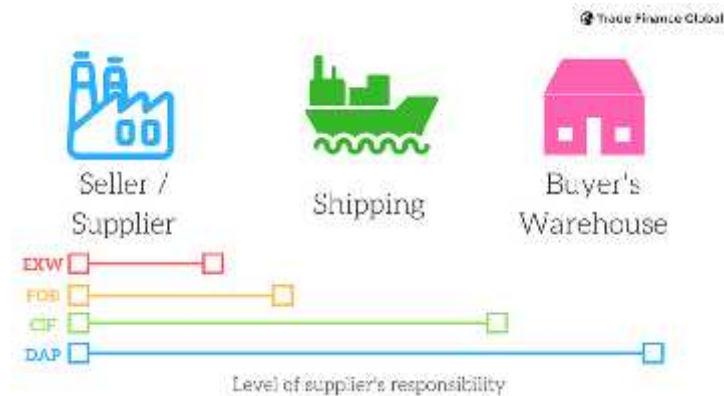 Trade Finance Global
Seller /
Supplier
Shipping
Buyer's
Warehouse
EXW
FOB
CIF
DAP
Level of supplier's responsibility